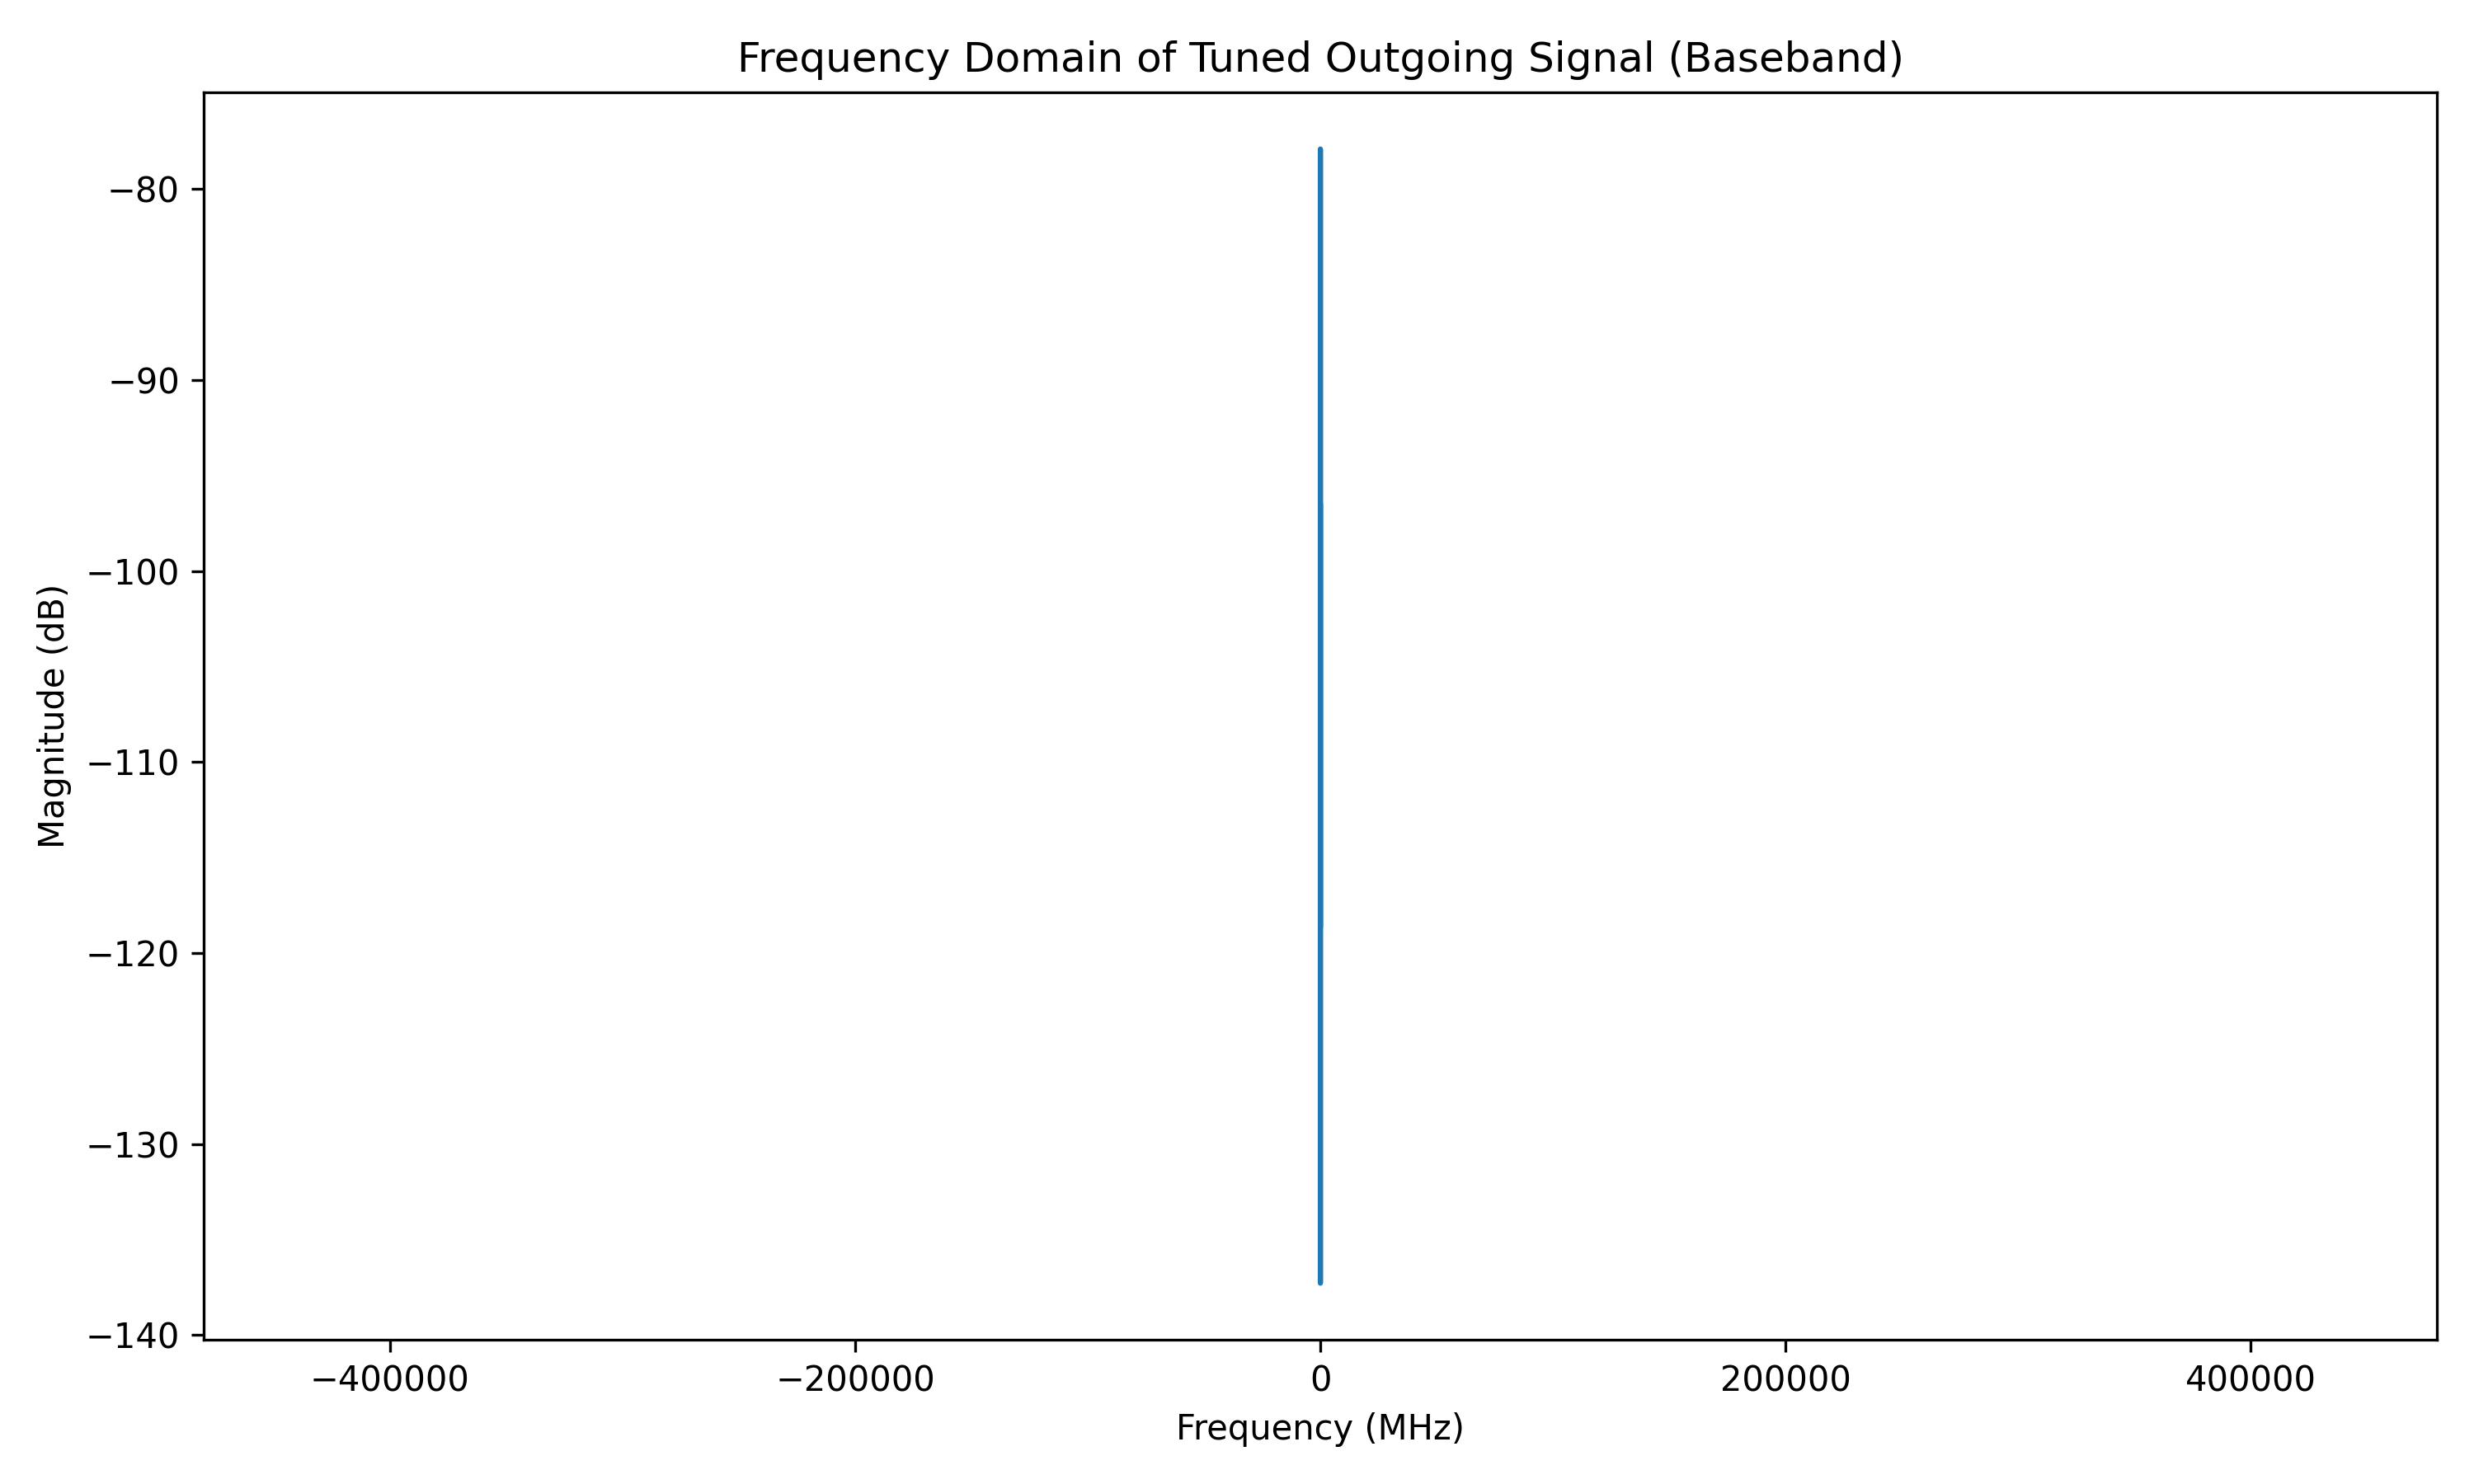 Frequency Domain of Tuned Outgoing Signal (Baseband)
−80
−90
−100
−110
−120
−130
−140
Magnitude (dB)
−400000 −200000 0 200000 400000
Frequency (MHz)